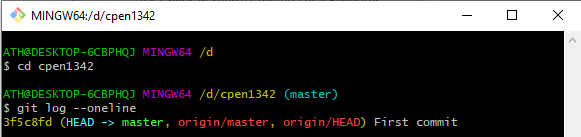 MINGW64:/d/cpen1342
ATH@DESKTOP-6CBPHQJ MINGW64 /d
$ cd cpen1342
ATH@DESKTOP-6CBPHQJ MINGW64 /d/cpen1342 (master)
$ git log --oneline
3f5c8fd (HEAD -> master, origin/master, origin/HEAD) First commit